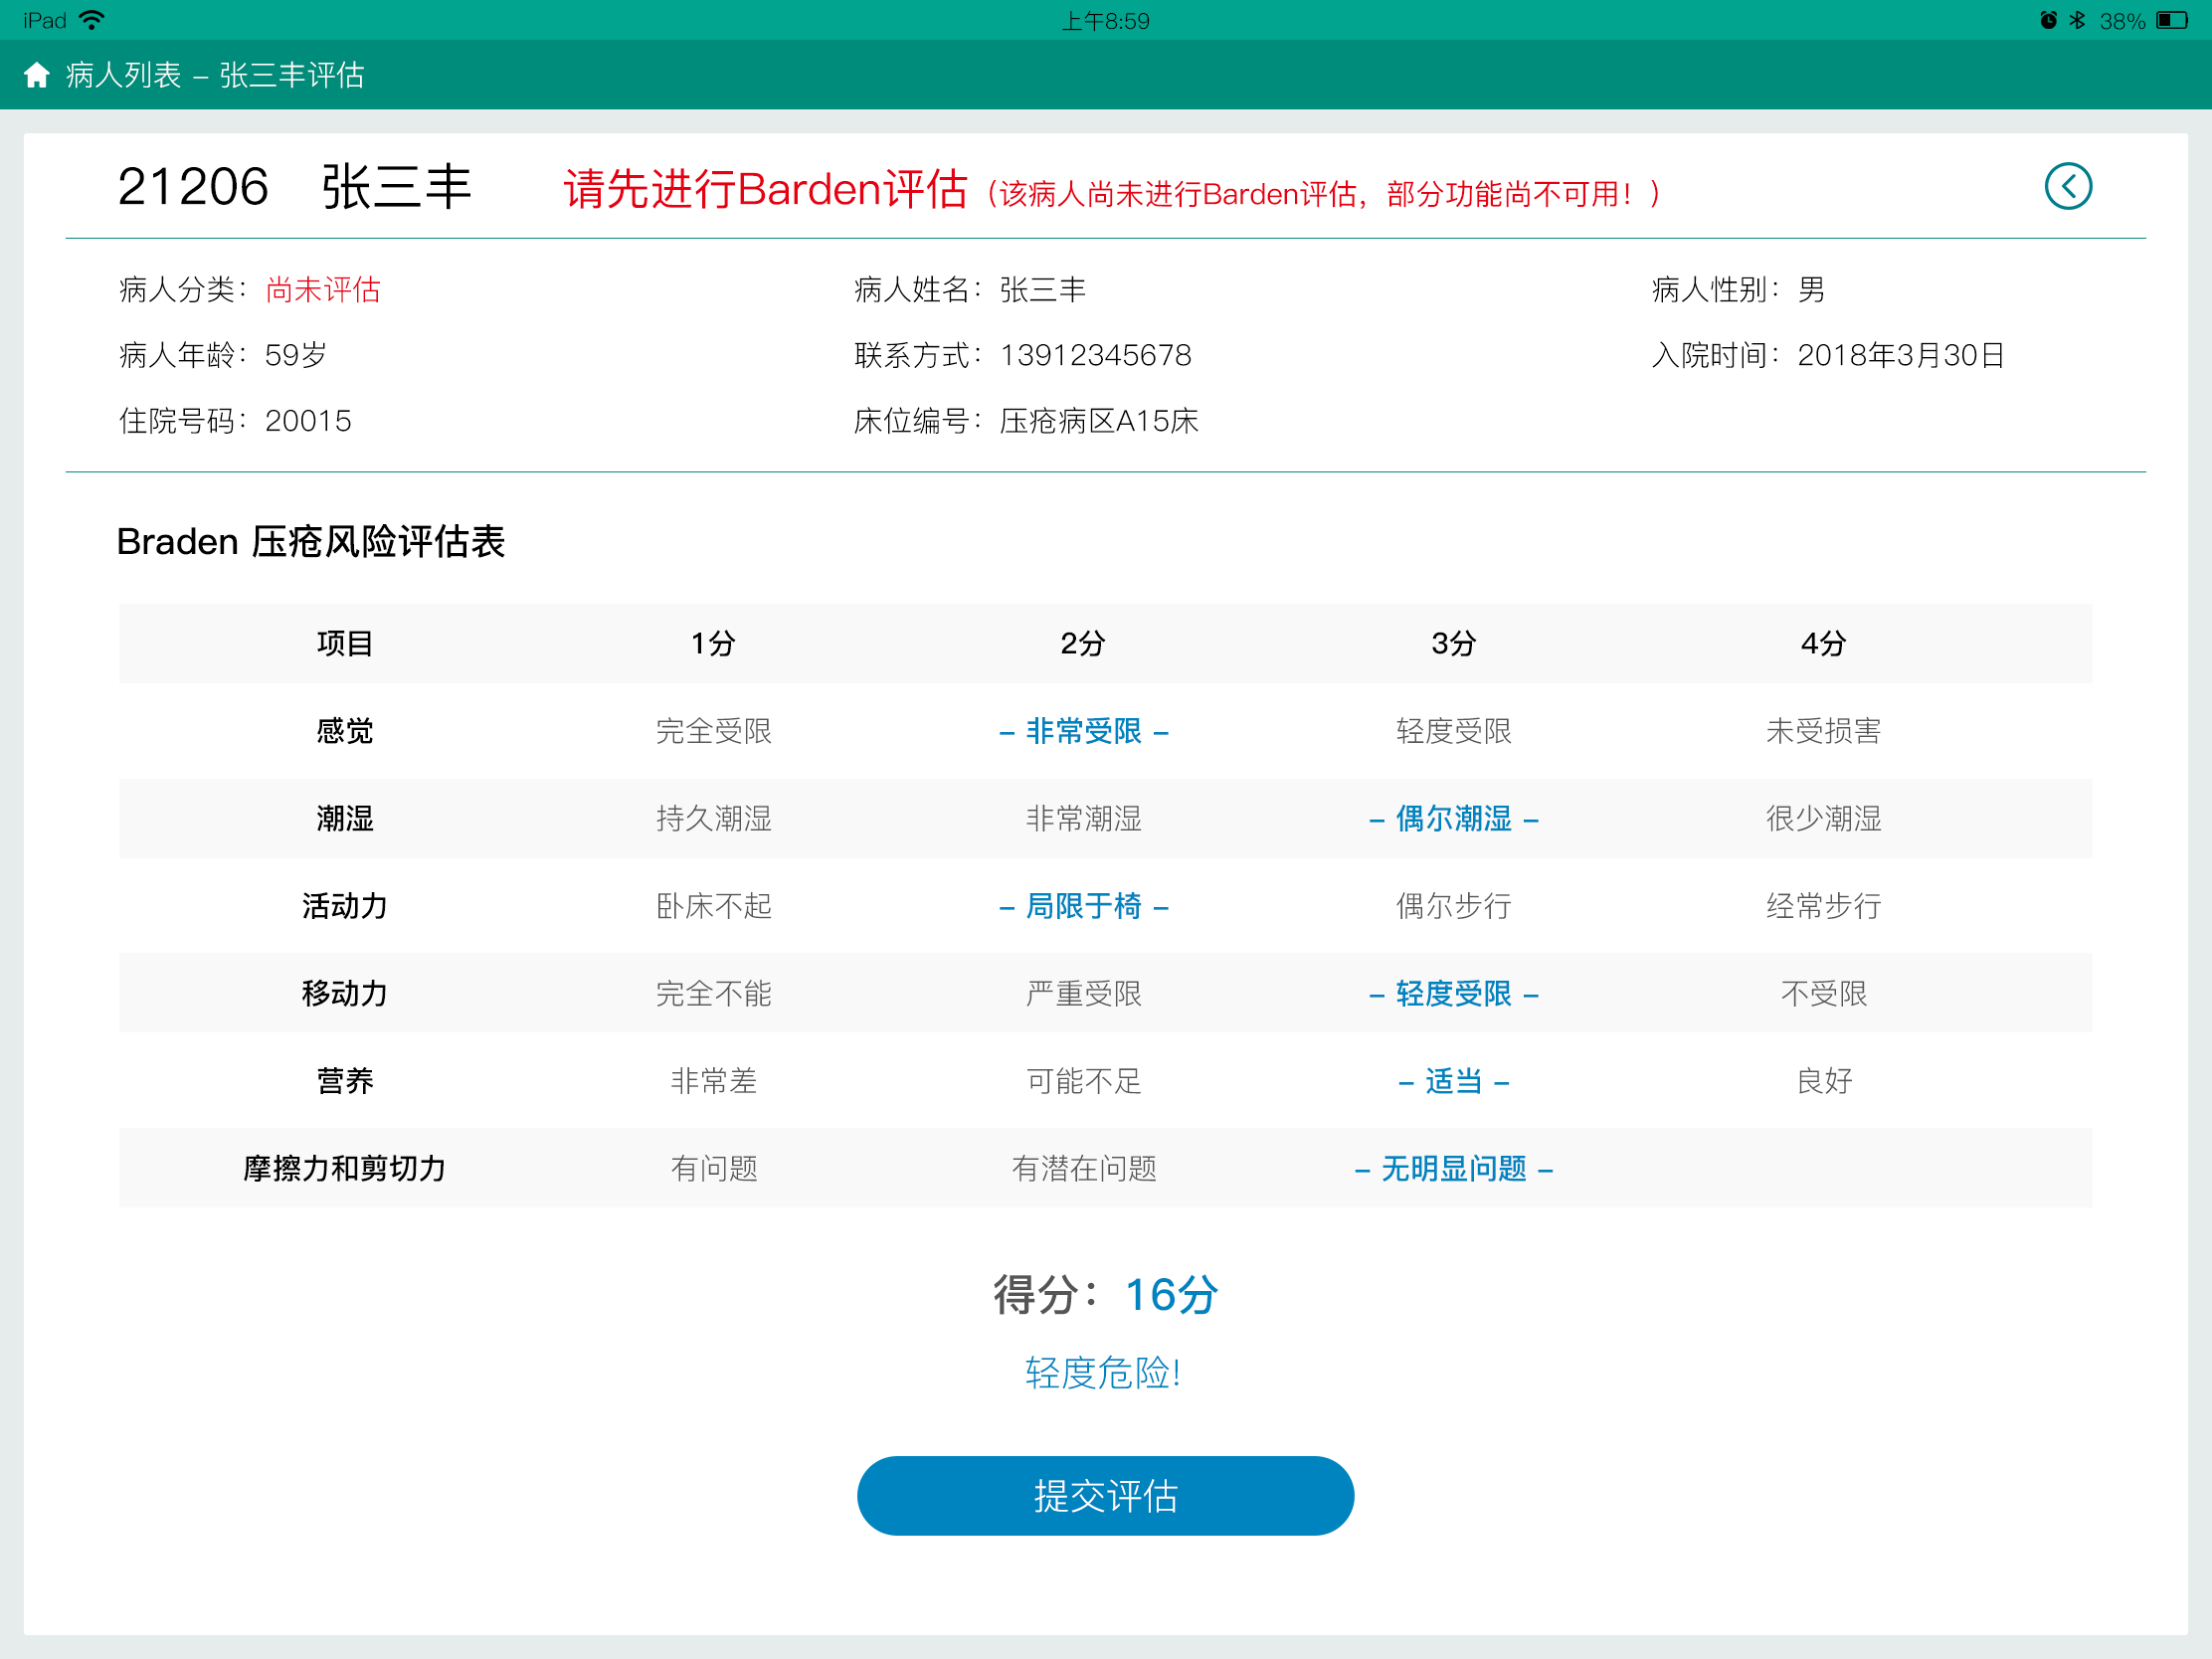 iPad 上午8:59 38%
病人列表 – 张三丰评估
21206 张三丰 请先进行Barden评估（该病人尚未进行Barden评估，部分功能尚不可用！）
病人分类：尚未评估 病人姓名：张三丰 病人性别：男
病人年龄：59岁 联系方式：13912345678 入院时间：2018年3月30日
住院号码：20015 床位编号：压疮病区A15床
Braden 压疮风险评估表
项目 1分 2分 3分 4分
感觉 完全受限 – 非常受限 – 轻度受限 未受损害
潮湿 持久潮湿 非常潮湿 – 偶尔潮湿 – 很少潮湿
活动力 卧床不起 – 局限于椅 – 偶尔步行 经常步行
移动力 完全不能 严重受限 – 轻度受限 – 不受限
营养 非常差 可能不足 – 适当 – 良好
摩擦力和剪切力 有问题 有潜在问题 – 无明显问题 –
得分：16分
轻度危险!
提交评估